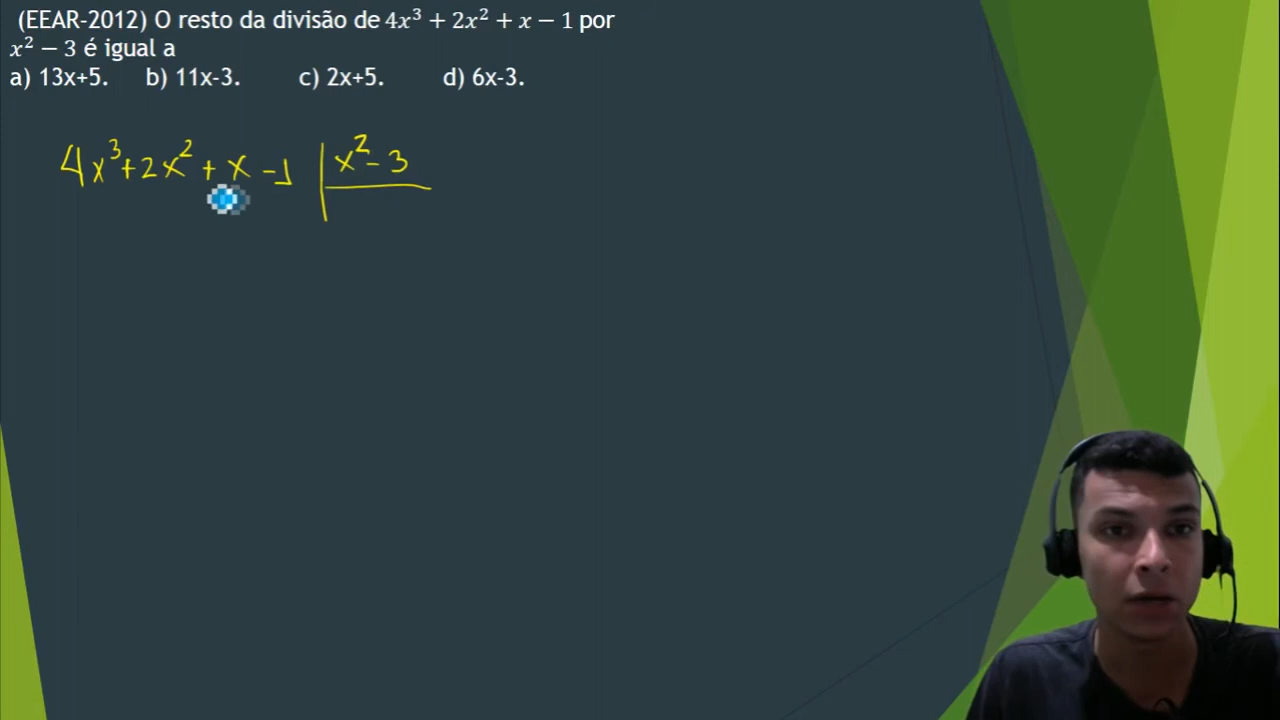 (EEAR-2012) O resto da divisão de 4x³ + 2x² + x − 1 por
x² − 3 é igual a
a) 13x+5. b) 11x-3. c) 2x+5. d) 6x-3.
4x³+2x² + x -1 | x² - 3